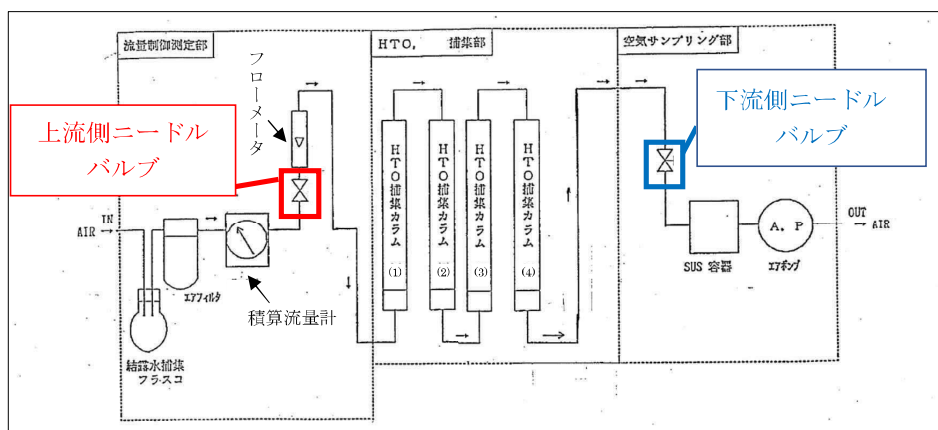 流量制御測定部
HTO, 捕集部
空気サンプリング部
フローメータ
上流側ニードル
バルブ
下流側ニードル
バルブ
HTO捕集カラム
(1)
HTO捕集カラム
(2)
HTO捕集カラム
(3)
HTO捕集カラム
(4)
IN
AIR
エアフィルタ
積算流量計
結露水捕集
フラスコ
SUS 容器
A. P
エアポンプ
OUT
AIR